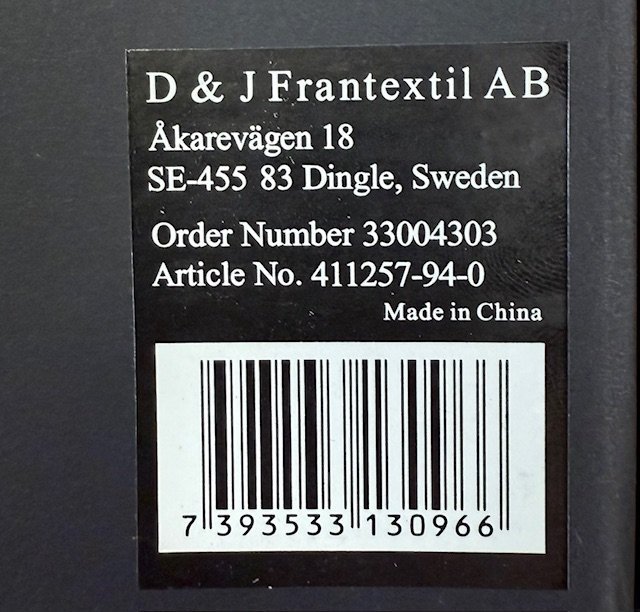 D & J Frantextil AB
Åkarevägen 18
SE-455 83 Dingle, Sweden
Order Number 33004303
Article No. 411257-94-0
Made in China
7 393533 130966